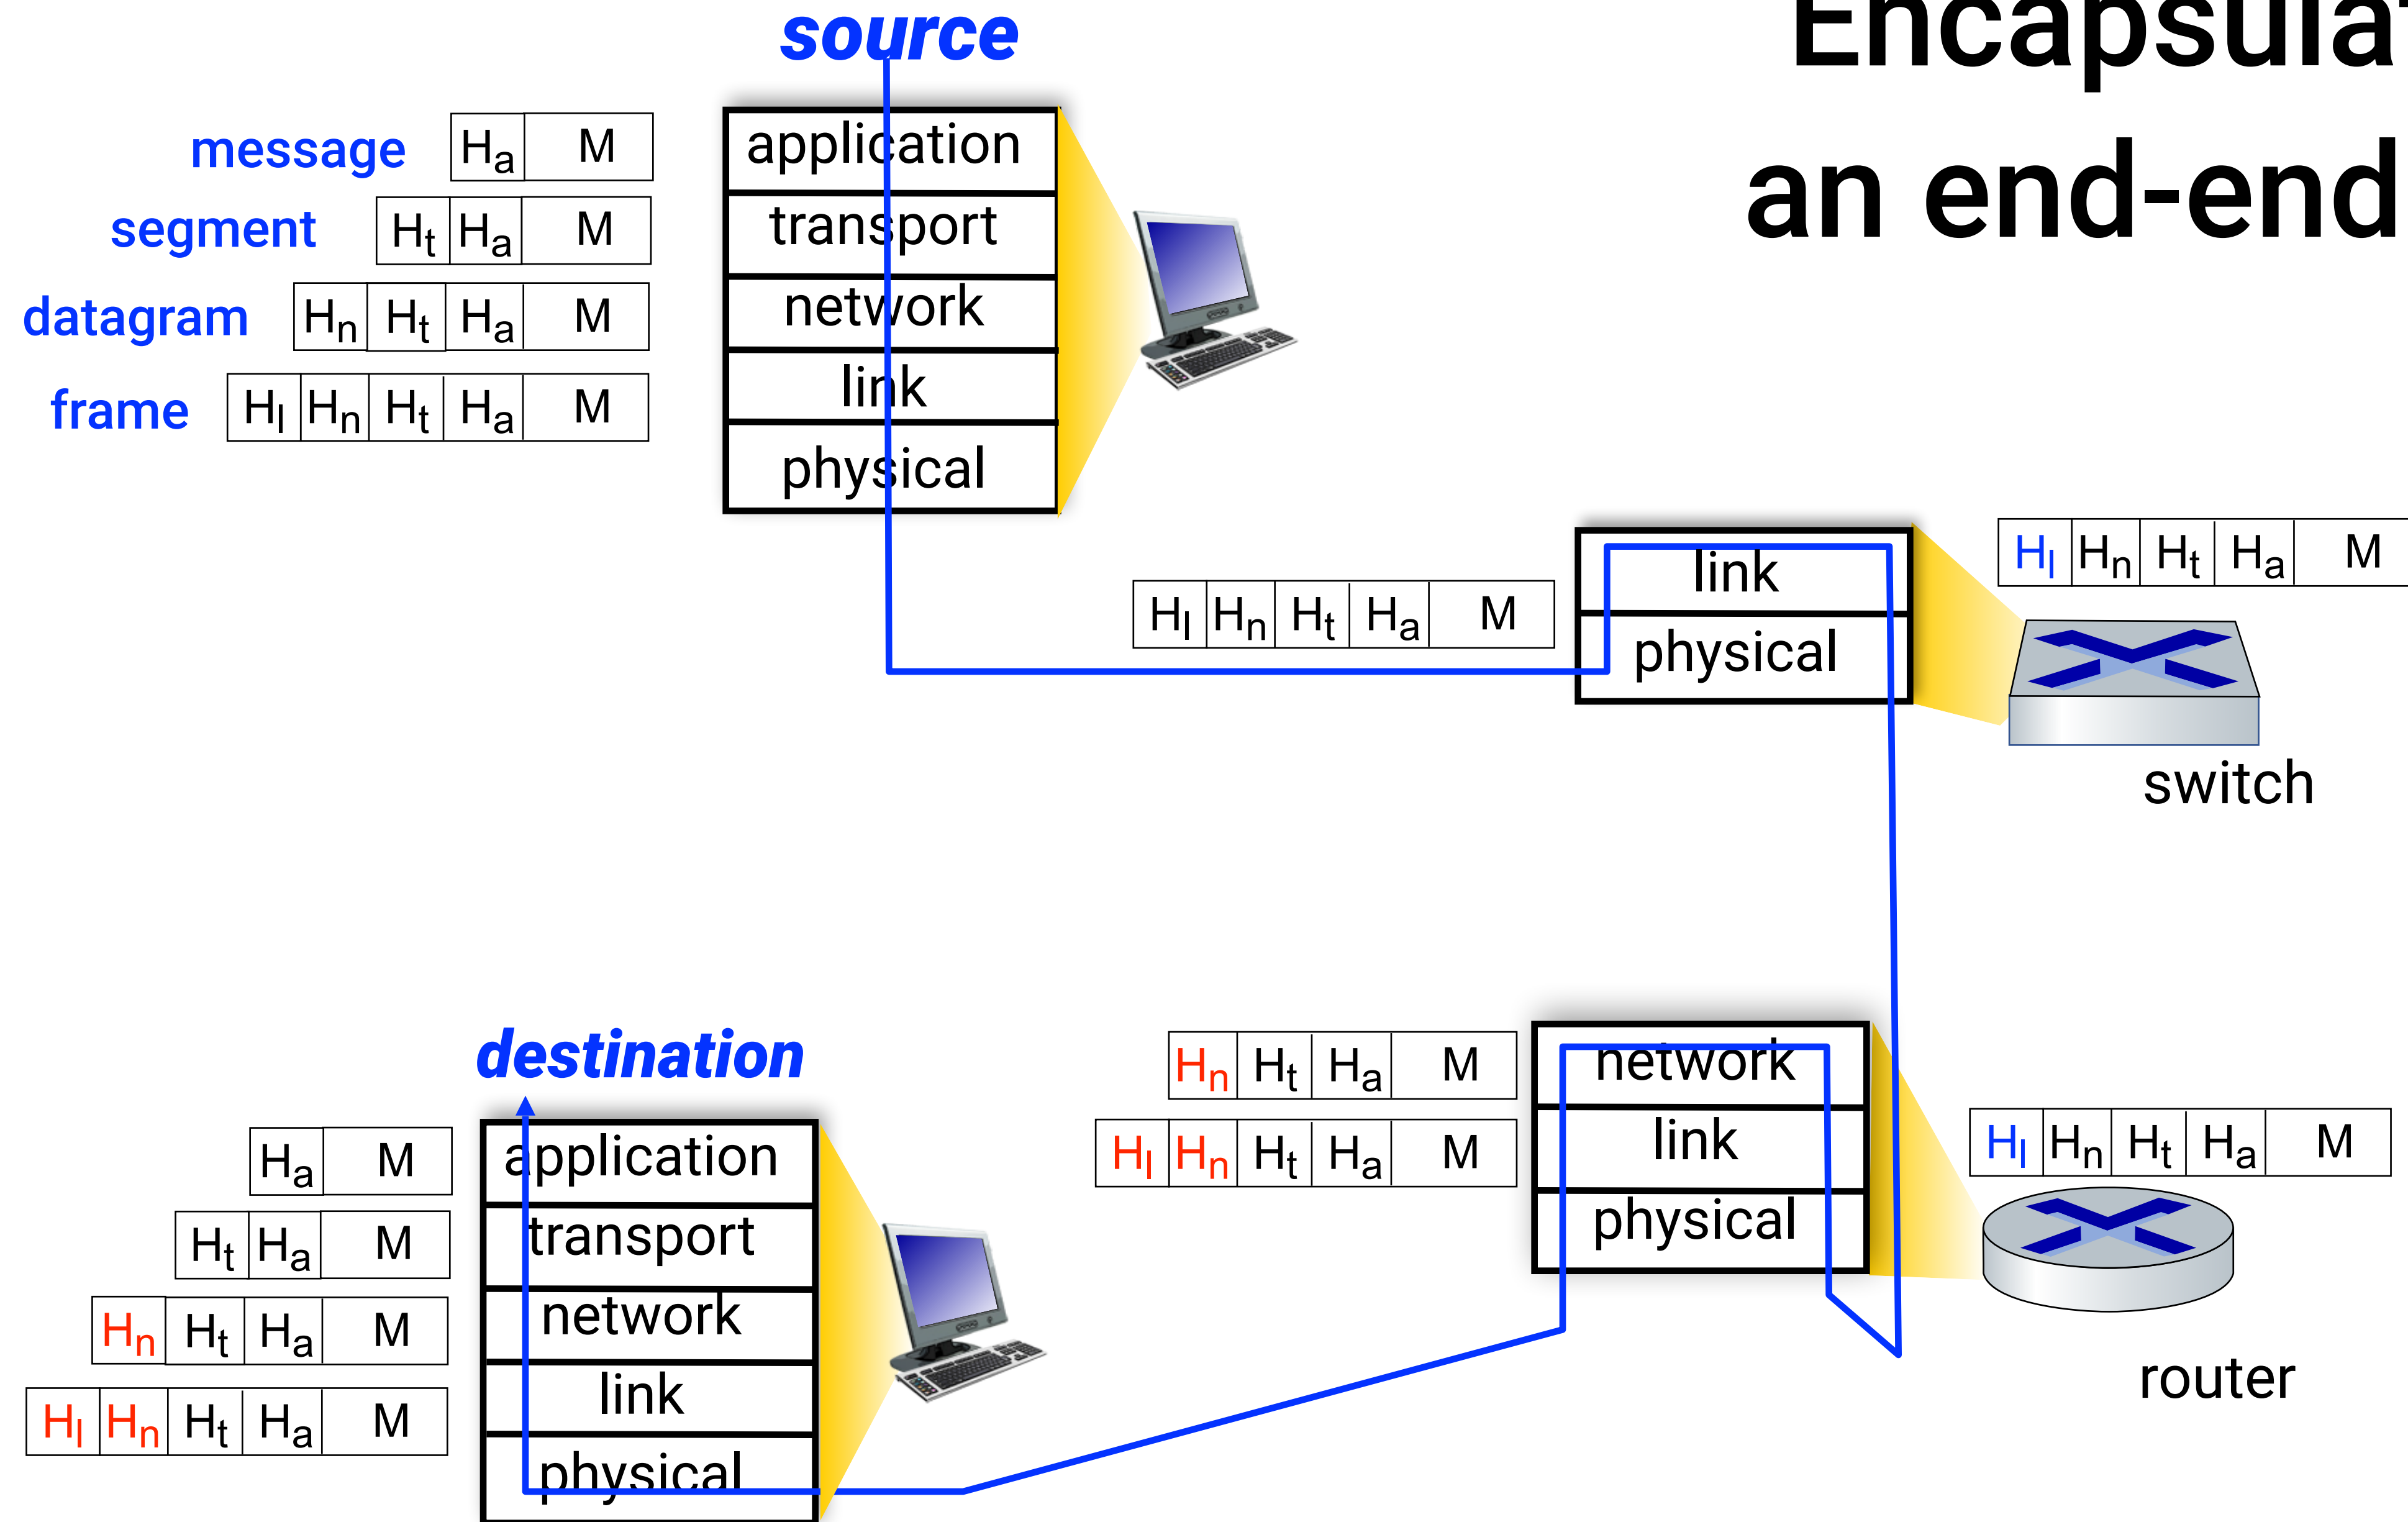 source
Encapsulat
an end-end
message Ha M
segment Ht Ha M
datagram Hn Ht Ha M
frame Hl Hn Ht Ha M
application
transport
network
link
physical
Hl Hn Ht Ha M
link
physical
Hl Hn Ht Ha M
switch
destination
Ha M
Ht Ha M
Hn Ht Ha M
Hl Hn Ht Ha M
application
transport
network
link
physical
Hn Ht Ha M
Hl Hn Ht Ha M
network
link
physical
Hl Hn Ht Ha M
router